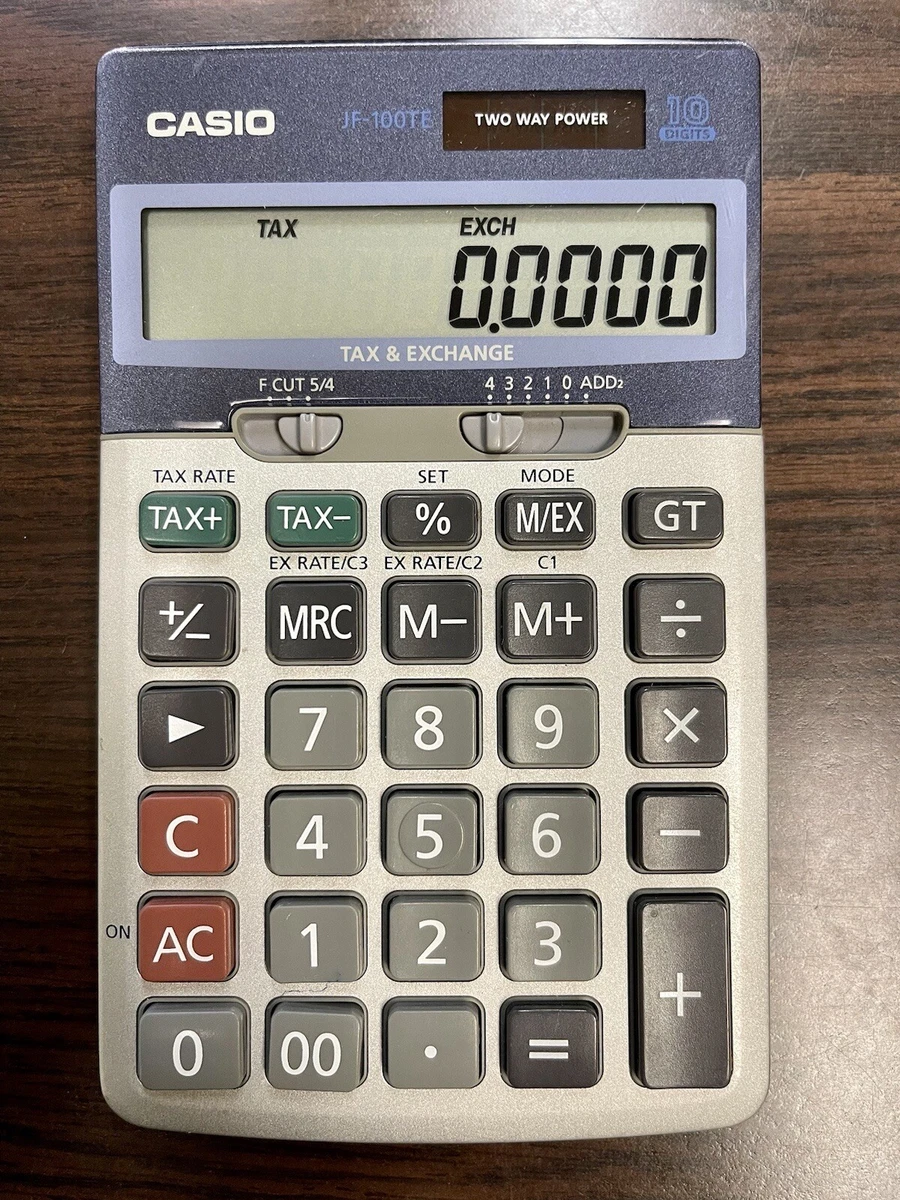 CASIO JF-100TE TWO WAY POWER 10 DIGITS
TAX EXCH
0.0000
TAX & EXCHANGE
F CUT 5/4 4 3 2 1 0 ADD₂
TAX RATE SET MODE
TAX+ TAX− % M/EX GT
EX RATE/C3 EX RATE/C2 C1
+/− MRC M− M+ ÷
▶ 7 8 9 ×
C 4 5 6 −
ON AC 1 2 3 +
0 00 · =